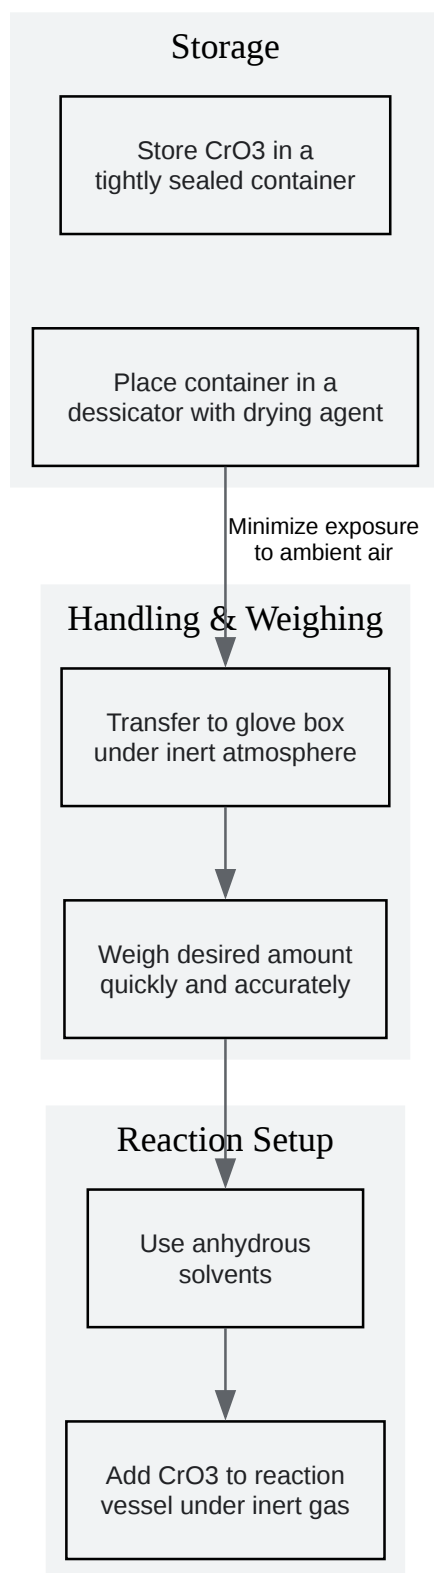 Storage
Store CrO3 in a
tightly sealed container
Place container in a
dessicator with drying agent
Minimize exposure
to ambient air
Handling & Weighing
Transfer to glove box
under inert atmosphere
Weigh desired amount
quickly and accurately
Reaction Setup
Use anhydrous
solvents
Add CrO3 to reaction
vessel under inert gas